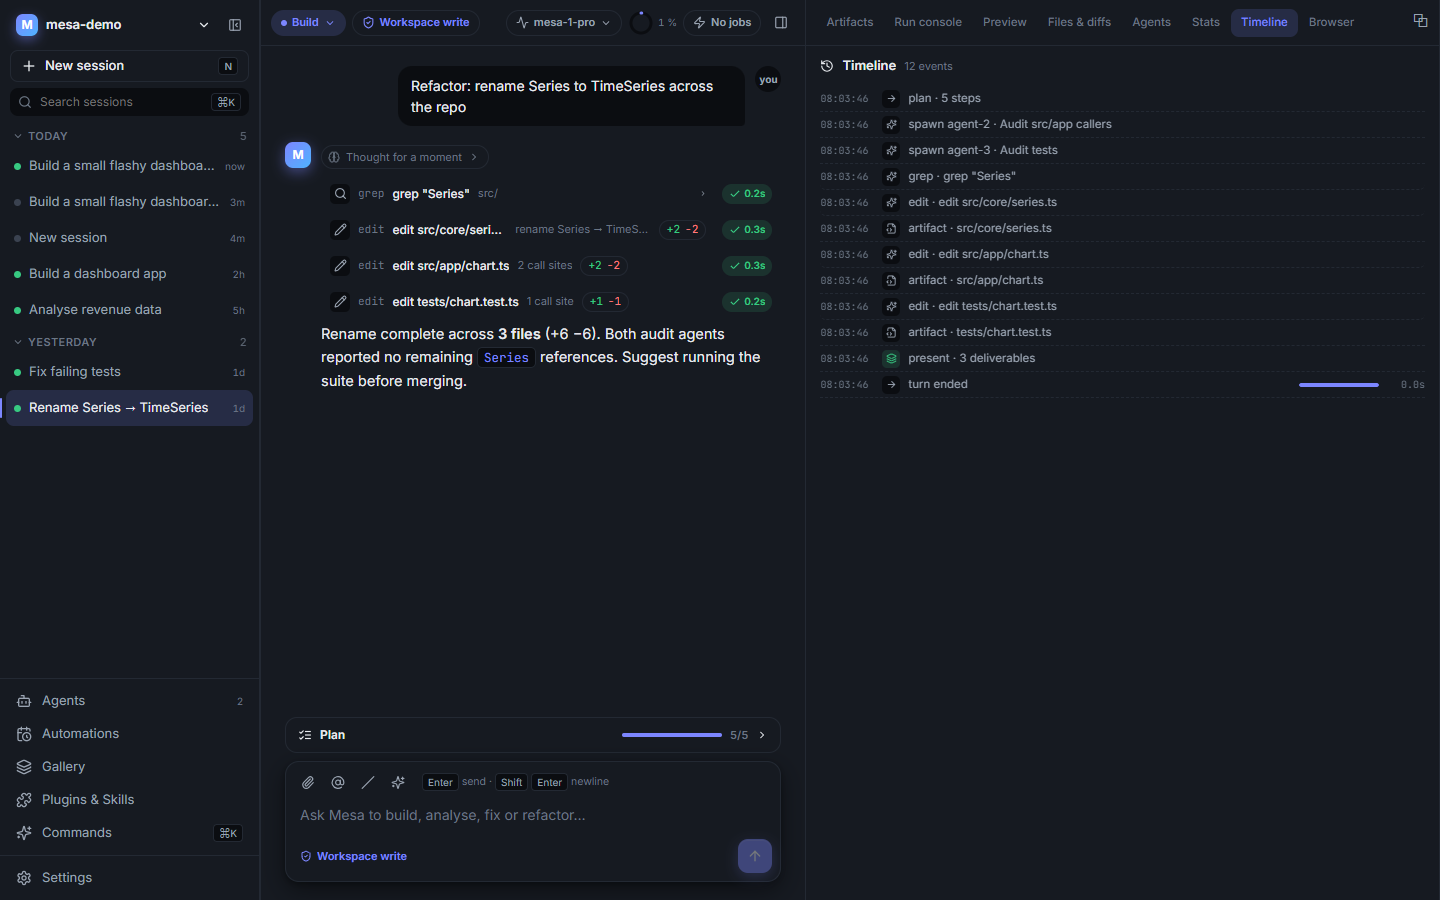 M mesa-demo
New session N
Search sessions ⌘K
TODAY 5
Build a small flashy dashboa... now
Build a small flashy dashboar... 3m
New session 4m
Build a dashboard app 2h
Analyse revenue data 5h
YESTERDAY 2
Fix failing tests 1d
Rename Series → TimeSeries 1d
Agents 2
Automations
Gallery
Plugins & Skills
Commands ⌘K
Settings
Build Workspace write mesa-1-pro 1 % No jobs
Refactor: rename Series to TimeSeries across
the repo
you
M Thought for a moment
grep grep "Series" src/ 0.2s
edit edit src/core/seri... rename Series → TimeS... +2 -2 0.3s
edit edit src/app/chart.ts 2 call sites +2 -2 0.3s
edit edit tests/chart.test.ts 1 call site +1 -1 0.2s
Rename complete across 3 files (+6 −6). Both audit agents
reported no remaining Series references. Suggest running the
suite before merging.
Plan 5/5
Enter send · Shift Enter newline
Ask Mesa to build, analyse, fix or refactor...
Workspace write
Artifacts Run console Preview Files & diffs Agents Stats Timeline Browser
Timeline 12 events
08:03:46 plan · 5 steps
08:03:46 spawn agent-2 · Audit src/app callers
08:03:46 spawn agent-3 · Audit tests
08:03:46 grep · grep "Series"
08:03:46 edit · edit src/core/series.ts
08:03:46 artifact · src/core/series.ts
08:03:46 edit · edit src/app/chart.ts
08:03:46 artifact · src/app/chart.ts
08:03:46 edit · edit tests/chart.test.ts
08:03:46 artifact · tests/chart.test.ts
08:03:46 present · 3 deliverables
08:03:46 turn ended 0.0s